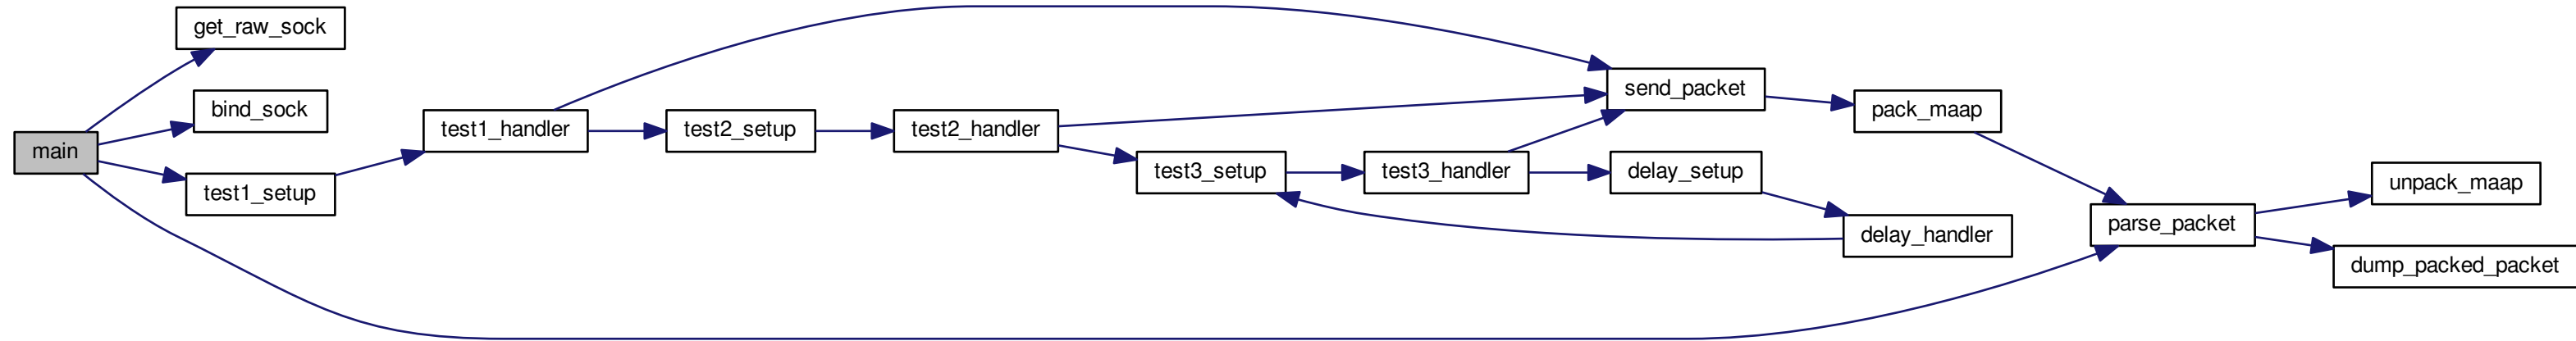 main
get_raw_sock
bind_sock
test1_setup
test1_handler
test2_setup
test2_handler
test3_setup
test3_handler
send_packet
delay_setup
pack_maap
delay_handler
parse_packet
unpack_maap
dump_packed_packet